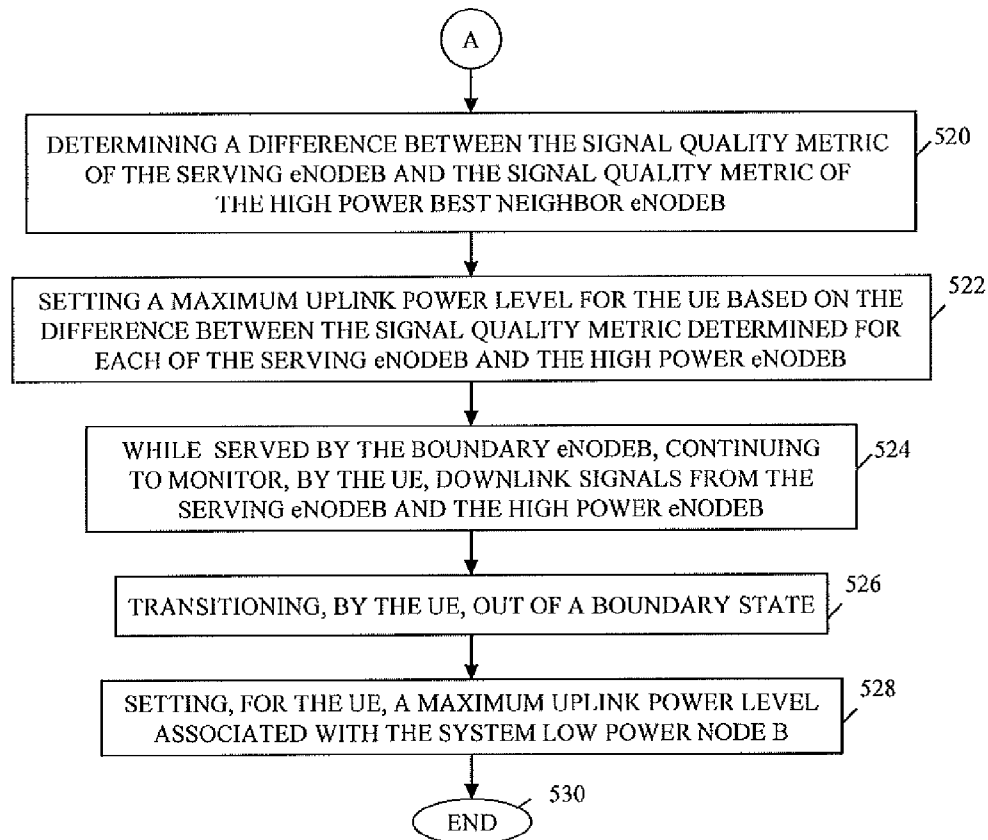 A
DETERMINING A DIFFERENCE BETWEEN THE SIGNAL QUALITY METRIC
OF THE SERVING eNODEB AND THE SIGNAL QUALITY METRIC OF
THE HIGH POWER BEST NEIGHBOR eNODEB
520
SETTING A MAXIMUM UPLINK POWER LEVEL FOR THE UE BASED ON THE
DIFFERENCE BETWEEN THE SIGNAL QUALITY METRIC DETERMINED FOR
EACH OF THE SERVING eNODEB AND THE HIGH POWER eNODEB
522
WHILE SERVED BY THE BOUNDARY eNODEB, CONTINUING
TO MONITOR, BY THE UE, DOWNLINK SIGNALS FROM THE
SERVING eNODEB AND THE HIGH POWER eNODEB
524
TRANSITIONING, BY THE UE, OUT OF A BOUNDARY STATE
526
SETTING, FOR THE UE, A MAXIMUM UPLINK POWER LEVEL
ASSOCIATED WITH THE SYSTEM LOW POWER NODE B
528
END
530